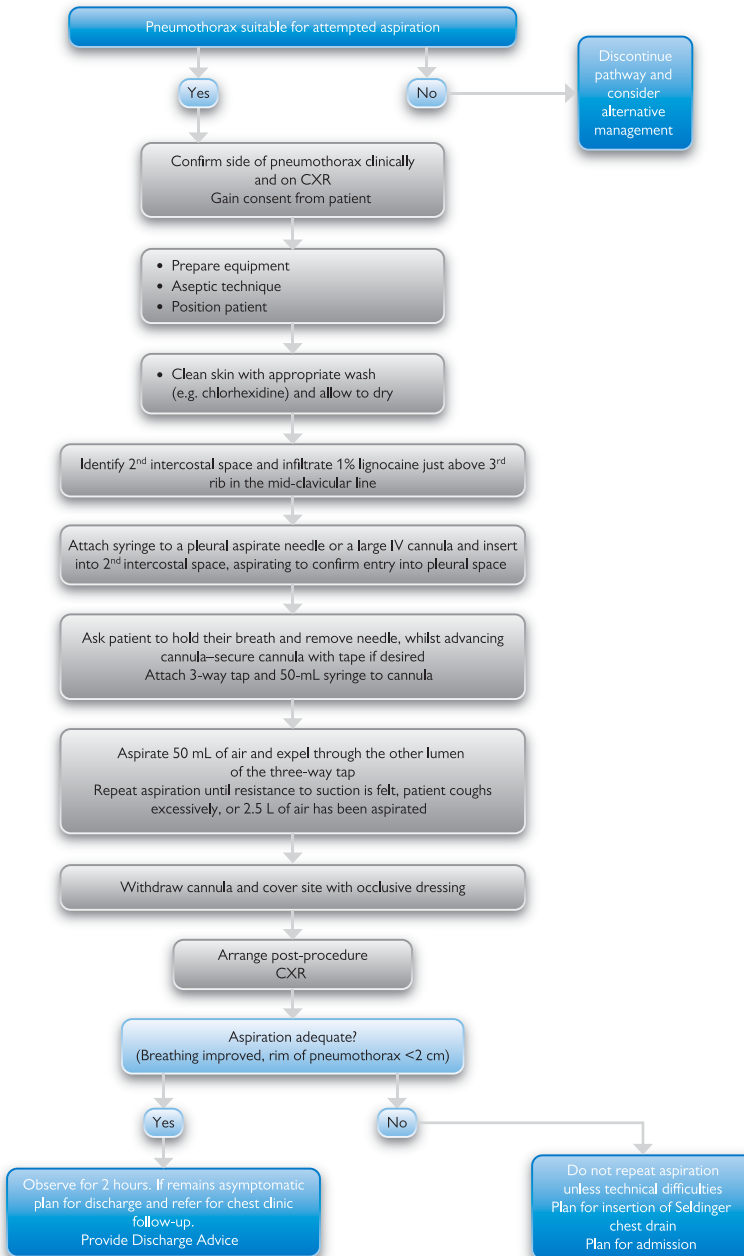 Pneumothorax suitable for attempted aspiration
Yes
No
Discontinue
pathway and
consider
alternative
management
Confirm side of pneumothorax clinically
and on CXR
Gain consent from patient
• Prepare equipment
• Aseptic technique
• Position patient
• Clean skin with appropriate wash
(e.g. chlorhexidine) and allow to dry
Identify 2nd intercostal space and infiltrate 1% lignocaine just above 3rd
rib in the mid-clavicular line
Attach syringe to a pleural aspirate needle or a large IV cannula and insert
into 2nd intercostal space, aspirating to confirm entry into pleural space
Ask patient to hold their breath and remove needle, whilst advancing
cannula–secure cannula with tape if desired
Attach 3-way tap and 50-mL syringe to cannula
Aspirate 50 mL of air and expel through the other lumen
of the three-way tap
Repeat aspiration until resistance to suction is felt, patient coughs
excessively, or 2.5 L of air has been aspirated
Withdraw cannula and cover site with occlusive dressing
Arrange post-procedure
CXR
Aspiration adequate?
(Breathing improved, rim of pneumothorax <2 cm)
Yes
No
Observe for 2 hours. If remains asymptomatic
plan for discharge and refer for chest clinic
follow-up.
Provide Discharge Advice
Do not repeat aspiration
unless technical difficulties
Plan for insertion of Seldinger
chest drain
Plan for admission